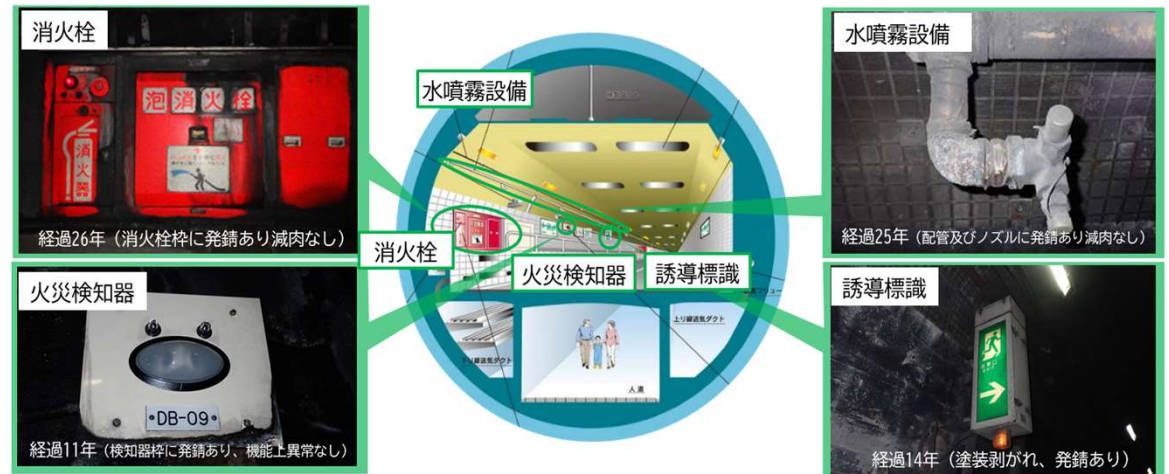 消火栓
泡消火栓
消火器
経過26年（消火栓枠に発錆あり減肉なし）
火災検知器
DB-09
経過11年（検知器枠に発錆あり、機能上異常なし）
水噴霧設備
消火栓
火災検知器
誘導標識
上り線送気ダクト
下り線送気ダクト
人道
水噴霧設備
経過25年（配管及びノズルに発錆あり減肉なし）
誘導標識
経過14年（塗装剥がれ、発錆あり）